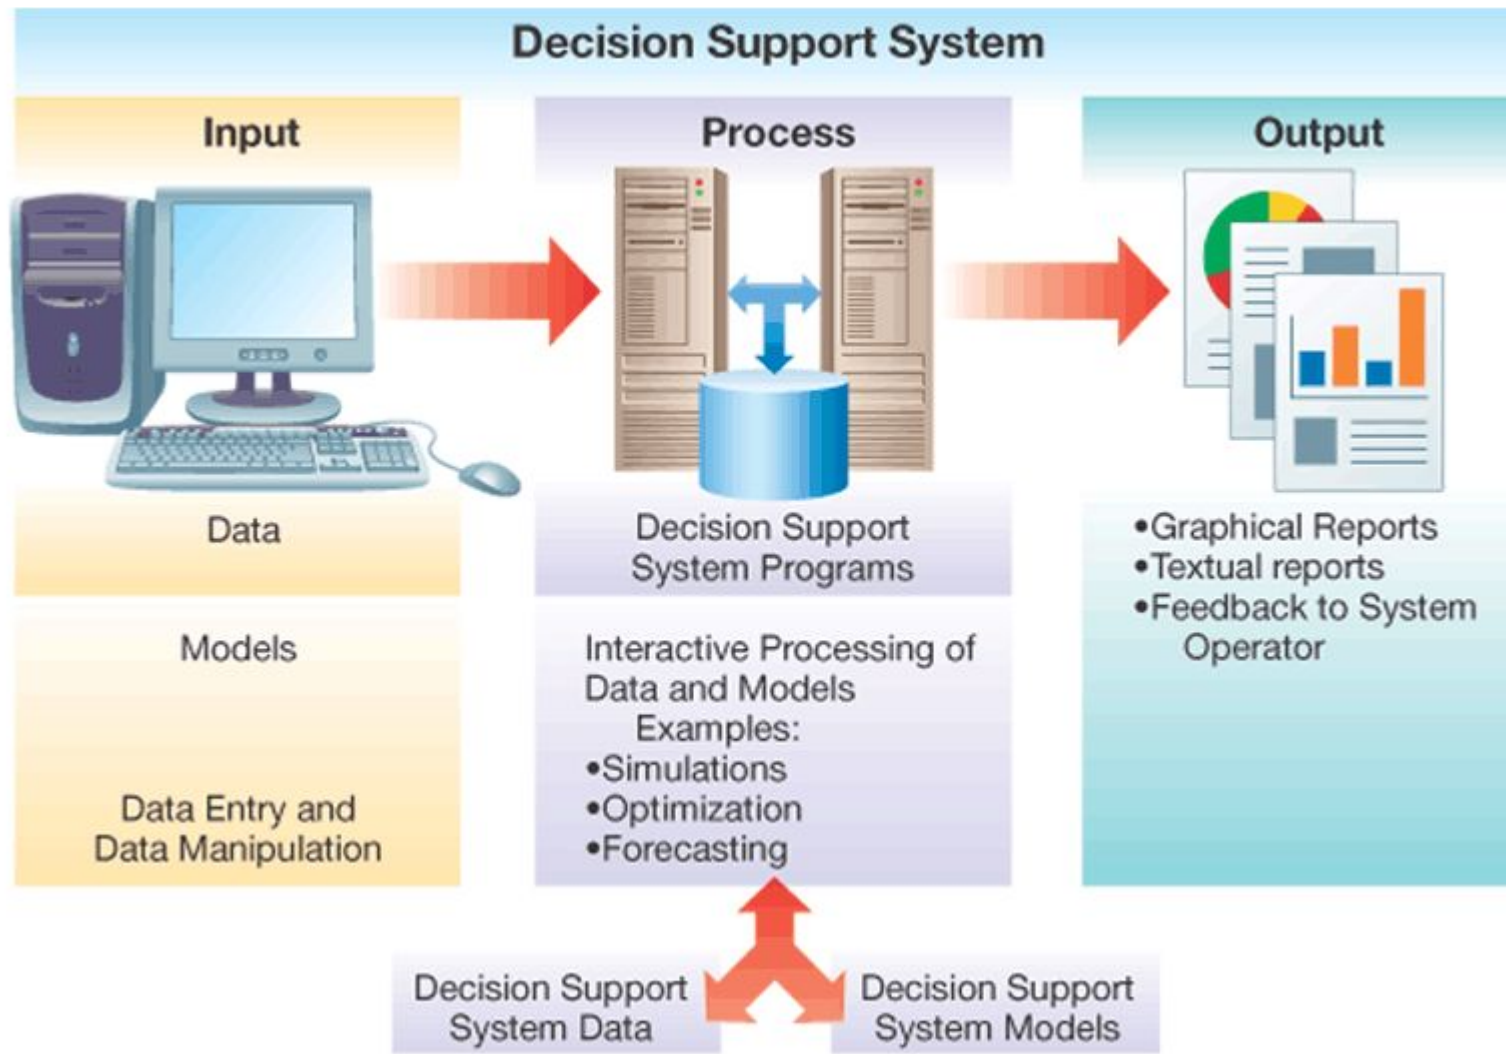 Decision Support System
Input
Data
Models
Data Entry and
Data Manipulation
Process
Decision Support
System Programs
Interactive Processing of
Data and Models
Examples:
•Simulations
•Optimization
•Forecasting
Output
•Graphical Reports
•Textual reports
•Feedback to System
Operator
Decision Support
System Data
Decision Support
System Models